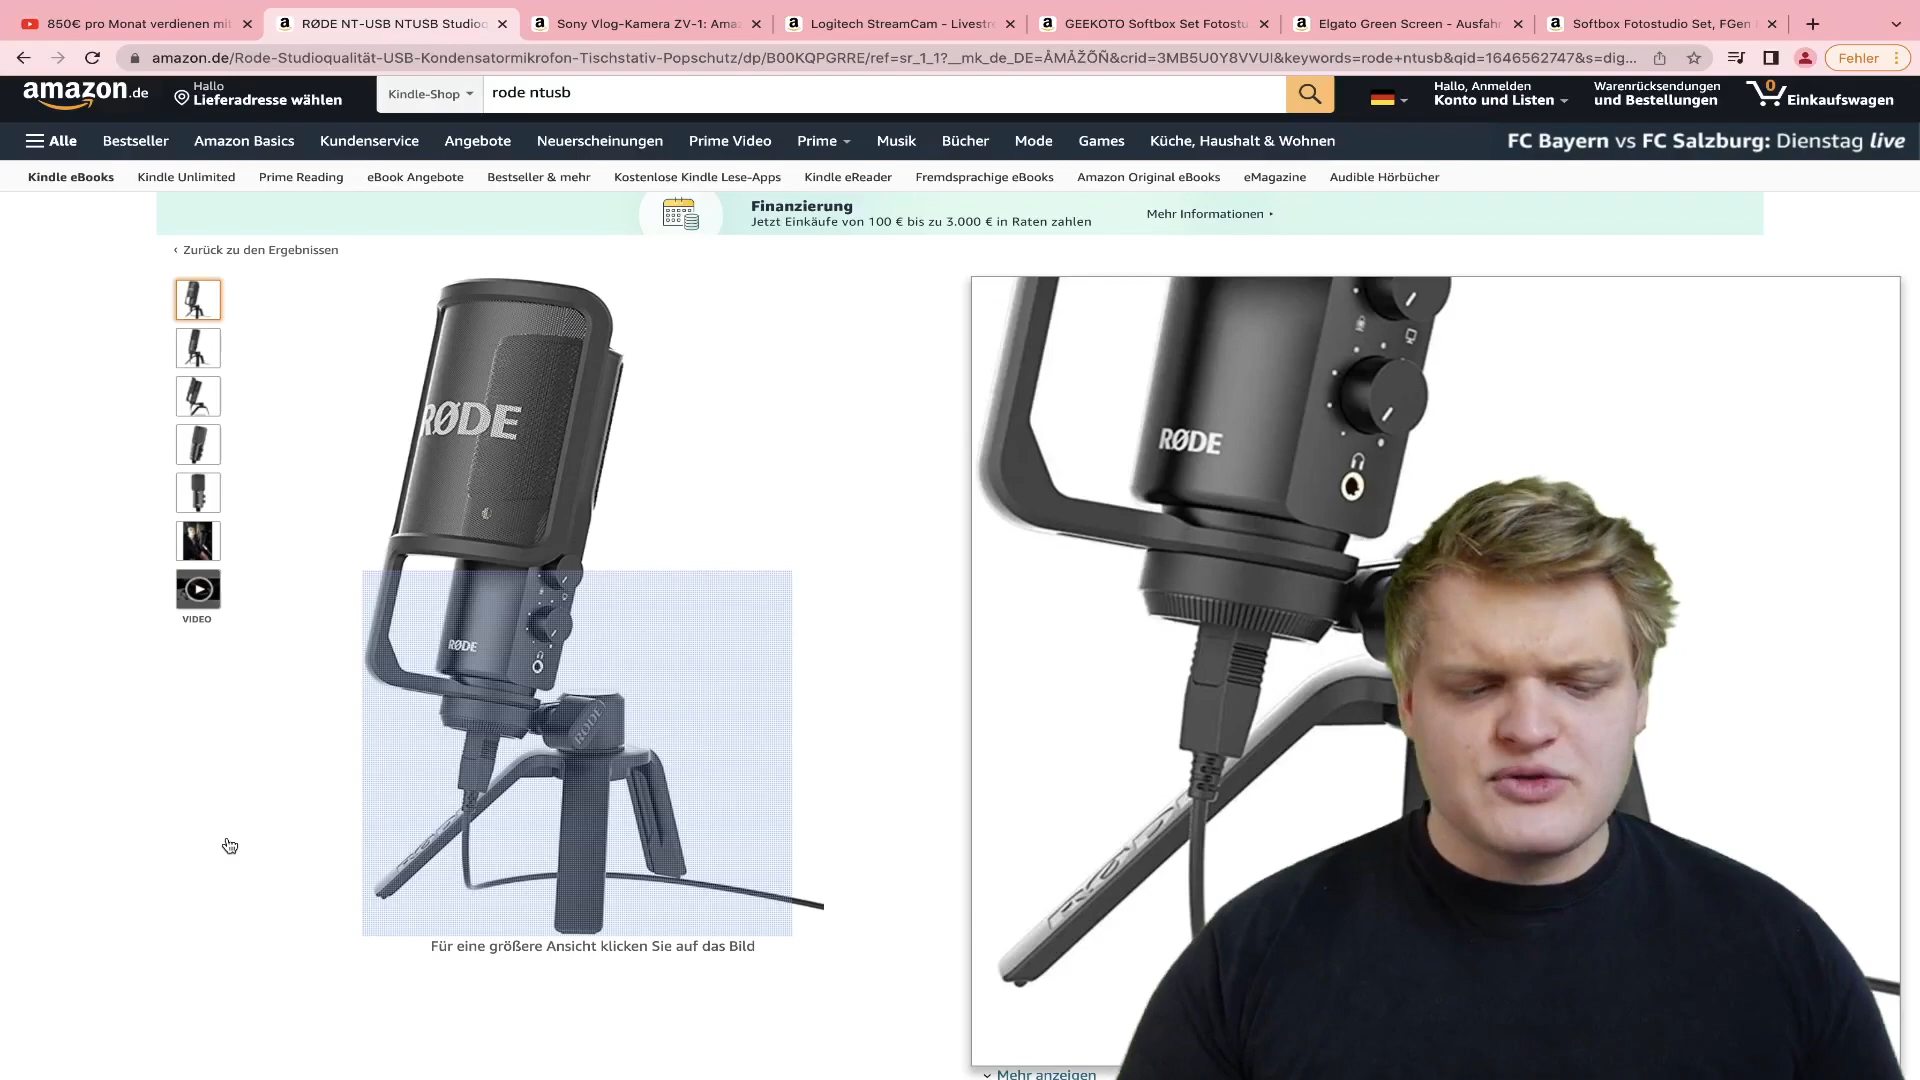 850€ pro Monat verdienen mit
RØDE NT-USB NTUSB Studioq
Sony Vlog-Kamera ZV-1: Ama
Logitech StreamCam - Livestr
GEEKOTO Softbox Set Fotostu
Elgato Green Screen - Ausfahr
Softbox Fotostudio Set, FGen
amazon.de/Rode-Studioqualität-USB-Kondensatormikrofon-Tischstativ-Popschutz/dp/B00KQPGRRE/ref=sr_1_1?__mk_de_DE=ÅMÅŽÕÑ&crid=3MB5U0Y8VVUI&keywords=rode+ntusb&qid=1646562747&s=dig...
Fehler
amazon.de
Hallo
Lieferadresse wählen
Kindle-Shop
rode ntusb
Hallo, Anmelden
Konto und Listen
Warenrücksendungen
und Bestellungen
0
Einkaufswagen
Alle
Bestseller
Amazon Basics
Kundenservice
Angebote
Neuerscheinungen
Prime Video
Prime
Musik
Bücher
Mode
Games
Küche, Haushalt & Wohnen
FC Bayern vs FC Salzburg: Dienstag live
Kindle eBooks
Kindle Unlimited
Prime Reading
eBook Angebote
Bestseller & mehr
Kostenlose Kindle Lese-Apps
Kindle eReader
Fremdsprachige eBooks
Amazon Original eBooks
eMagazine
Audible Hörbücher
Finanzierung
Jetzt Einkäufe von 100 € bis zu 3.000 € in Raten zahlen
Mehr Informationen
‹ Zurück zu den Ergebnissen
RØDE
RØDE
RØDE
RØDE
RØDE
VIDEO
Für eine größere Ansicht klicken Sie auf das Bild
Mehr anzeigen